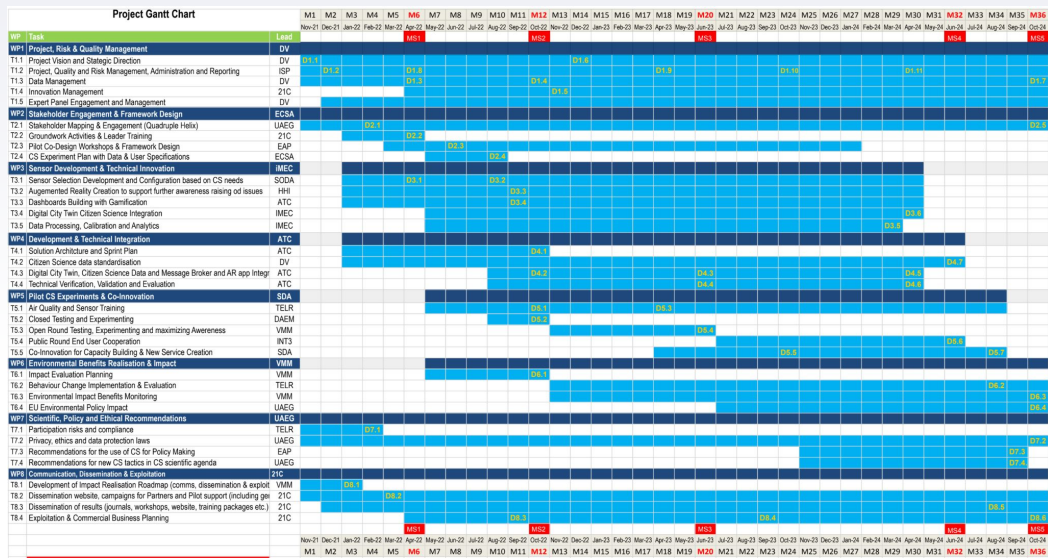 Project Gantt Chart M1 M2 M3 M4 M5 M6 M7 M8 M9 M10 M11 M12 M13 M14 M15 M16 M17 M18 M19 M20 M21 M22 M23 M24 M25 M26 M27 M28 M29 M30 M31 M32 M33 M34 M35 M36
Nov-21 Dec-21 Jan-22 Feb-22 Mar-22 Apr-22 May-22 Jun-22 Jul-22 Aug-22 Sep-22 Oct-22 Nov-22 Dec-22 Jan-23 Feb-23 Mar-23 Apr-23 May-23 Jun-23 Jul-23 Aug-23 Sep-23 Oct-23 Nov-23 Dec-23 Jan-24 Feb-24 Mar-24 Apr-24 May-24 Jun-24 Jul-24 Aug-24 Sep-24 Oct-24
WP Task Lead MS1 MS2 MS3 MS4 MS5
WP1 Project, Risk & Quality Management DV
T1.1 Project Vision and Stategic Direction DV D1.1 D1.6
T1.2 Project, Quality and Risk Management, Administration and Reporting ISP D1.2 D1.8 D1.9 D1.10 D1.11
T1.3 Data Management DV D1.3 D1.4 D1.7
T1.4 Innovation Management 21C D1.5
T1.5 Expert Panel Engagement and Management DV
WP2 Stakeholder Engagement & Framework Design ECSA
T2.1 Stakeholder Mapping & Engagement (Quadruple Helix) UAEG D2.1 D2.5
T2.2 Groundwork Activities & Leader Training 21C D2.2
T2.3 Pilot Co-Design Workshops & Framework Design EAP D2.3
T2.4 CS Experiment Plan with Data & User Specifications ECSA D2.4
WP3 Sensor Development & Technical Innovation iMEC
T3.1 Sensor Selection Development and Configuration based on CS needs SODA D3.1 D3.2
T3.2 Augemented Reality Creation to support further awareness raising od issues HHI D3.3
T3.3 Dashboards Building with Gamification ATC D3.4
T3.4 Digital City Twin Citizen Science Integration IMEC D3.6
T3.5 Data Processing, Calibration and Analytics IMEC D3.5
WP4 Development & Technical Integration ATC
T4.1 Solution Architcture and Sprint Plan ATC D4.1
T4.2 Citizen Science data standardisation DV D4.7
T4.3 Digital City Twin, Citizen Science Data and Message Broker and AR app Integr ATC D4.2 D4.3 D4.5
T4.4 Technical Verification, Validation and Evaluation ATC D4.4 D4.6
WP5 Pilot CS Experiments & Co-Innovation SDA
T5.1 Air Quality and Sensor Training TELR D5.1 D5.3
T5.2 Closed Testing and Experimenting DAEM D5.2
T5.3 Open Round Testing, Experimenting and maximizing Awereness VMM D5.4
T5.4 Public Round End User Cooperation INT3 D5.6
T5.5 Co-Innovation for Capacity Building & New Service Creation SDA D5.5 D5.7
WP6 Environmental Benefits Realisation & Impact VMM
T6.1 Impact Evaluation Planning VMM D6.1
T6.2 Behaviour Change Implementation & Evaluation TELR D6.2
T6.3 Environmental Impact Benefits Monitoring VMM D6.3
T6.4 EU Environmental Policy Impact UAEG D6.4
WP7 Scientific, Policy and Ethical Recommendations UAEG
T7.1 Participation risks and compliance TELR D7.1
T7.2 Privacy, ethics and data protection laws UAEG D7.2
T7.3 Recommendations for the use of CS for Policy Making EAP D7.3
T7.4 Recommendations for new CS tactics in CS scientific agenda UAEG D7.4
WP8 Communication, Dissemination & Exploitation 21C
T8.1 Development of Impact Realisation Roadmap (comms, dissemination & exploit VMM D8.1
T8.2 Dissemination website, campaigns for Partners and Pilot support (including ger 21C D8.2
T8.3 Dissemination of results (journals, workshops, website, training packages etc.) 21C D8.5
T8.4 Exploitation & Commercial Business Planning 21C D8.3 D8.4 D8.6
MS1 MS2 MS3 MS4 MS5
Nov-21 Dec-21 Jan-22 Feb-22 Mar-22 Apr-22 May-22 Jun-22 Jul-22 Aug-22 Sep-22 Oct-22 Nov-22 Dec-22 Jan-23 Feb-23 Mar-23 Apr-23 May-23 Jun-23 Jul-23 Aug-23 Sep-23 Oct-23 Nov-23 Dec-23 Jan-24 Feb-24 Mar-24 Apr-24 May-24 Jun-24 Jul-24 Aug-24 Sep-24 Oct-24
M1 M2 M3 M4 M5 M6 M7 M8 M9 M10 M11 M12 M13 M14 M15 M16 M17 M18 M19 M20 M21 M22 M23 M24 M25 M26 M27 M28 M29 M30 M31 M32 M33 M34 M35 M36